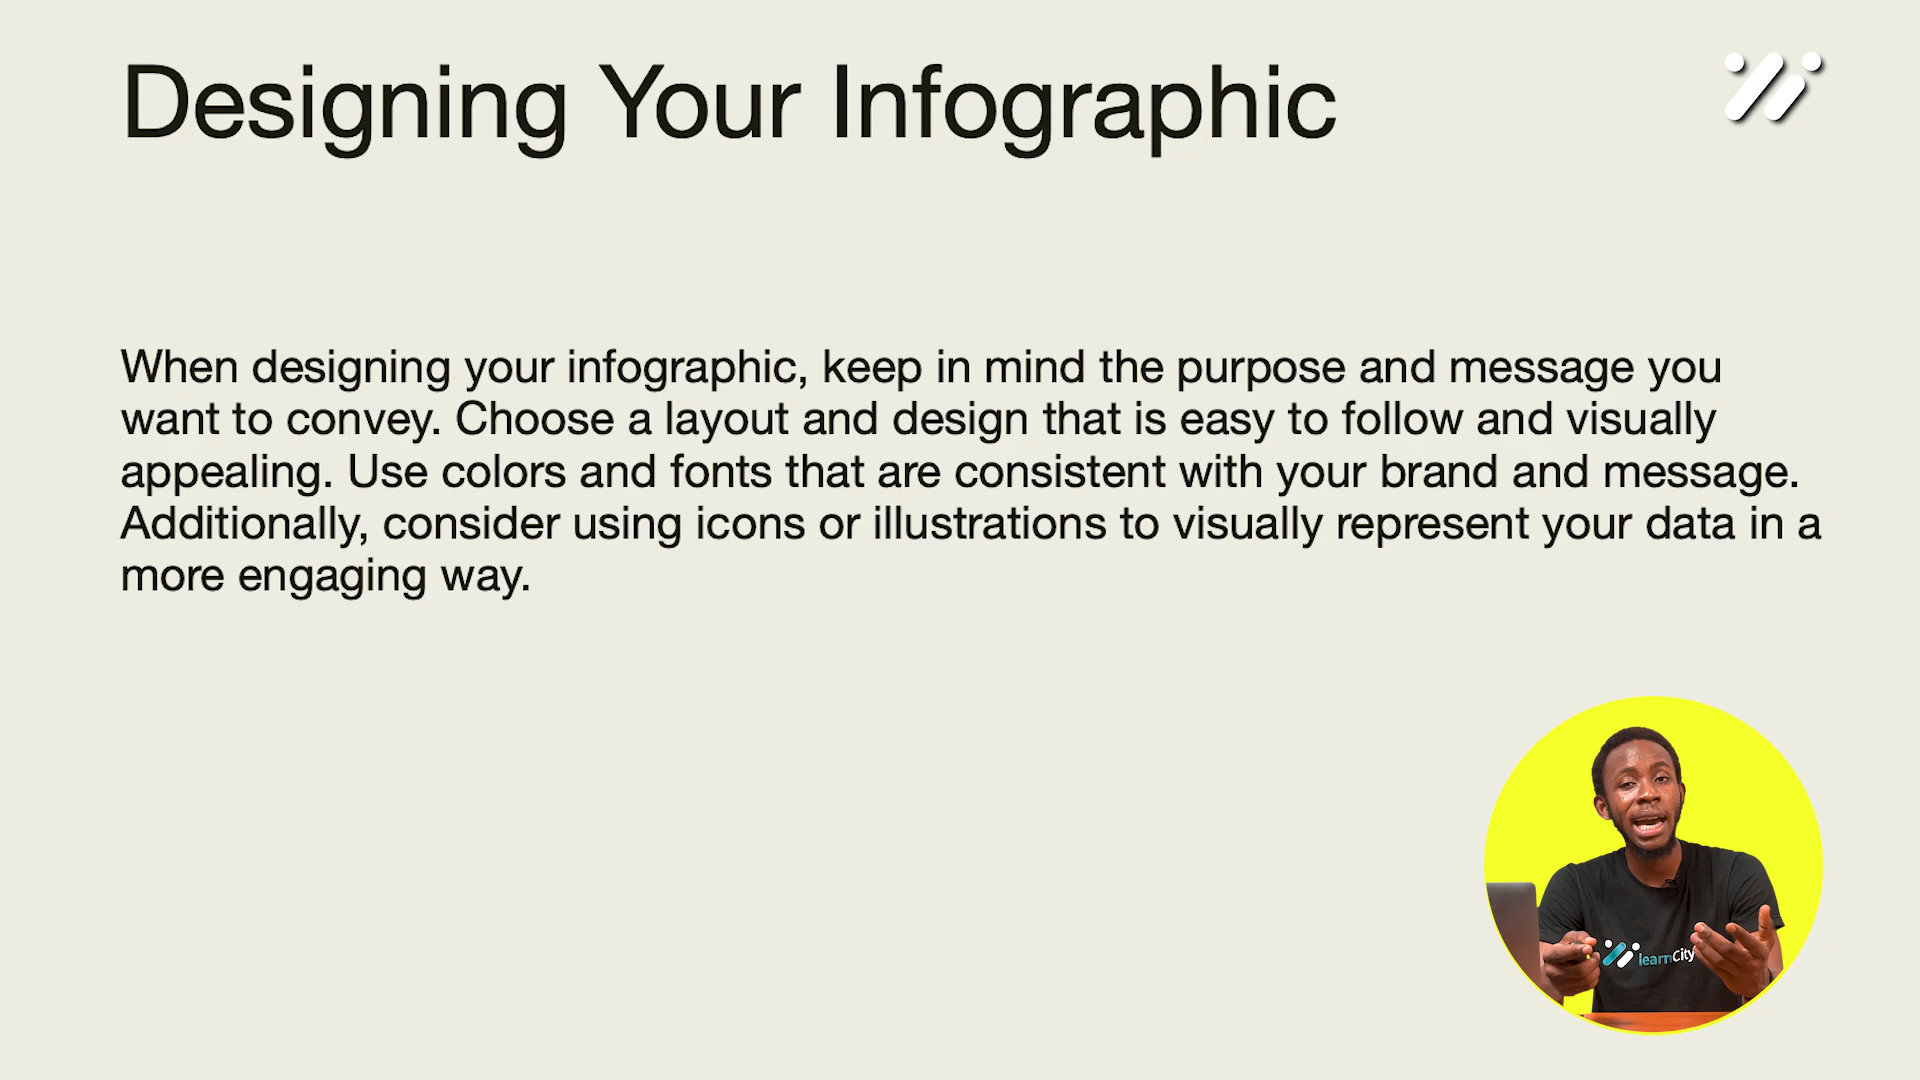 Designing Your Infographic
When designing your infographic, keep in mind the purpose and message you
want to convey. Choose a layout and design that is easy to follow and visually
appealing. Use colors and fonts that are consistent with your brand and message.
Additionally, consider using icons or illustrations to visually represent your data in a
more engaging way.
learnCity